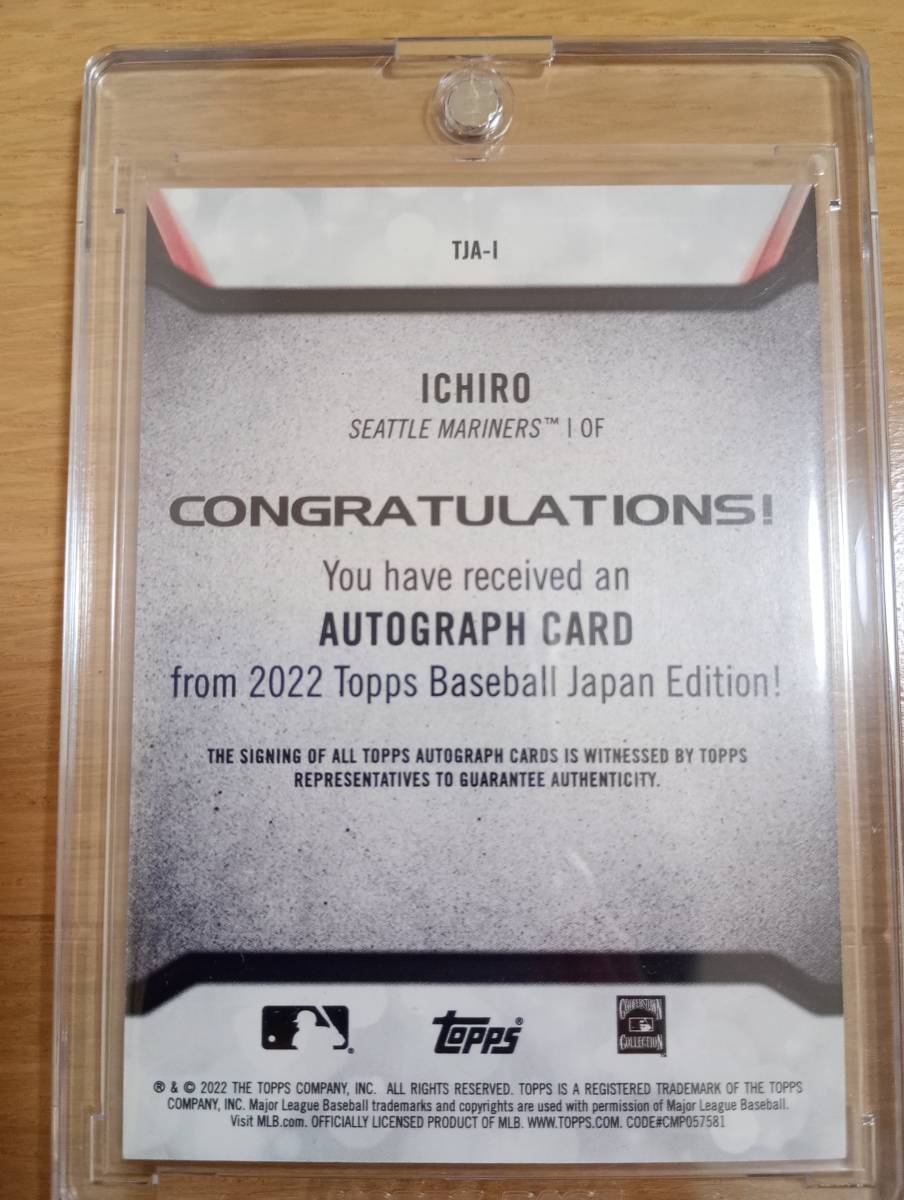 TJA-I
ICHIRO
SEATTLE MARINERS™ | OF
CONGRATULATIONS!
You have received an
AUTOGRAPH CARD
from 2022 Topps Baseball Japan Edition!
THE SIGNING OF ALL TOPPS AUTOGRAPH CARDS IS WITNESSED BY TOPPS
REPRESENTATIVES TO GUARANTEE AUTHENTICITY.
topps®
COOPERSTOWN
COLLECTION
® & © 2022 THE TOPPS COMPANY, INC. ALL RIGHTS RESERVED. TOPPS IS A REGISTERED TRADEMARK OF THE TOPPS
COMPANY, INC. Major League Baseball trademarks and copyrights are used with permission of Major League Baseball.
Visit MLB.com. OFFICIALLY LICENSED PRODUCT OF MLB. WWW.TOPPS.COM. CODE#CMP057581